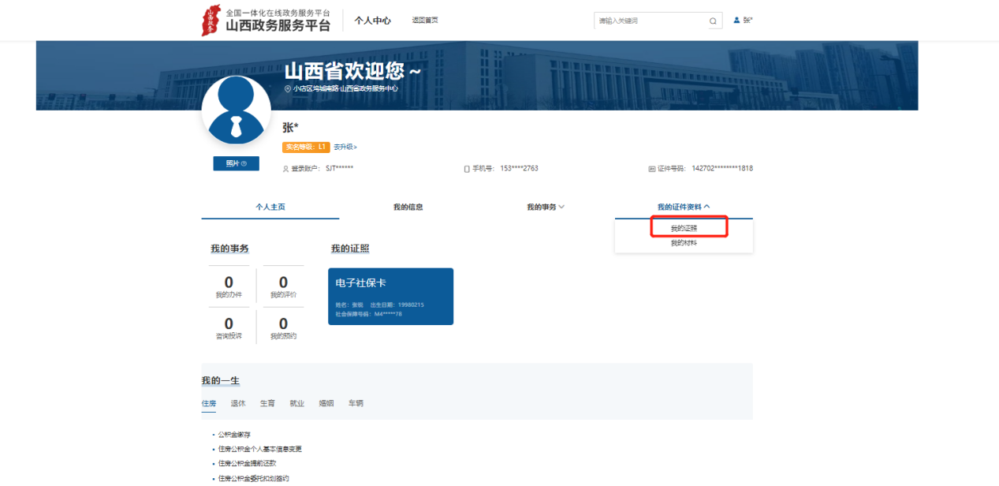 山西政务
全国一体化在线政务服务平台
山西政务服务平台
个人中心
返回首页
请输入关键词
张*
山西省欢迎您 ~
小店区坞城南路·山西省政务服务中心
张*
实名等级: L1 去升级>
照片
登录账户: SJT******
手机号: 153****2763
证件号码: 142702********1818
个人主页
我的信息
我的事务
我的证件资料
我的证照
我的材料
我的事务
0
我的办件
0
我的评价
0
咨询投诉
0
我的预约
我的证照
电子社保卡
姓名: 张锐 出生日期: 19980215
社会保障号码: M4*****78
我的一生
住房 退休 生育 就业 婚姻 车辆
公积金缴存
住房公积金个人基本信息变更
住房公积金提前还款
住房公积金委托扣划签约